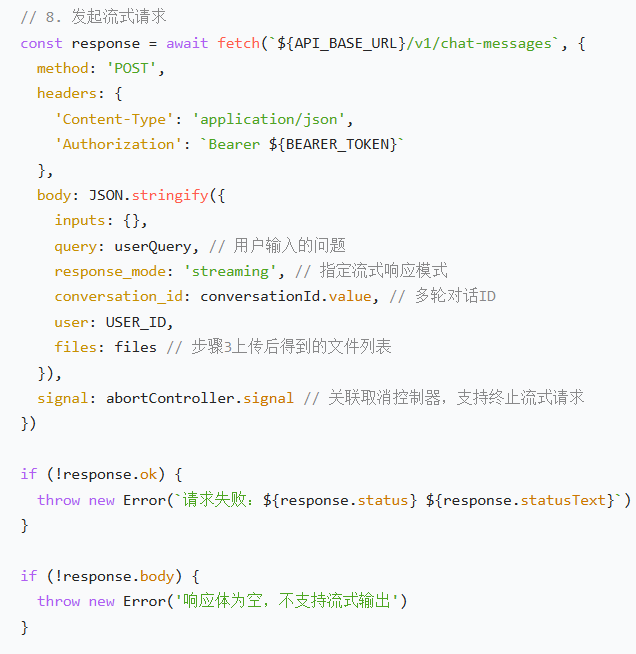 // 8. 发起流式请求
const response = await fetch(`${API_BASE_URL}/v1/chat-messages`, {
  method: 'POST',
  headers: {
    'Content-Type': 'application/json',
    'Authorization': `Bearer ${BEARER_TOKEN}`
  },
  body: JSON.stringify({
    inputs: {},
    query: userQuery, // 用户输入的问题
    response_mode: 'streaming', // 指定流式响应模式
    conversation_id: conversationId.value, // 多轮对话ID
    user: USER_ID,
    files: files // 步骤3上传后得到的文件列表
  }),
  signal: abortController.signal // 关联取消控制器，支持终止流式请求
})

if (!response.ok) {
  throw new Error(`请求失败：${response.status} ${response.statusText}`)
}

if (!response.body) {
  throw new Error('响应体为空，不支持流式输出')
}